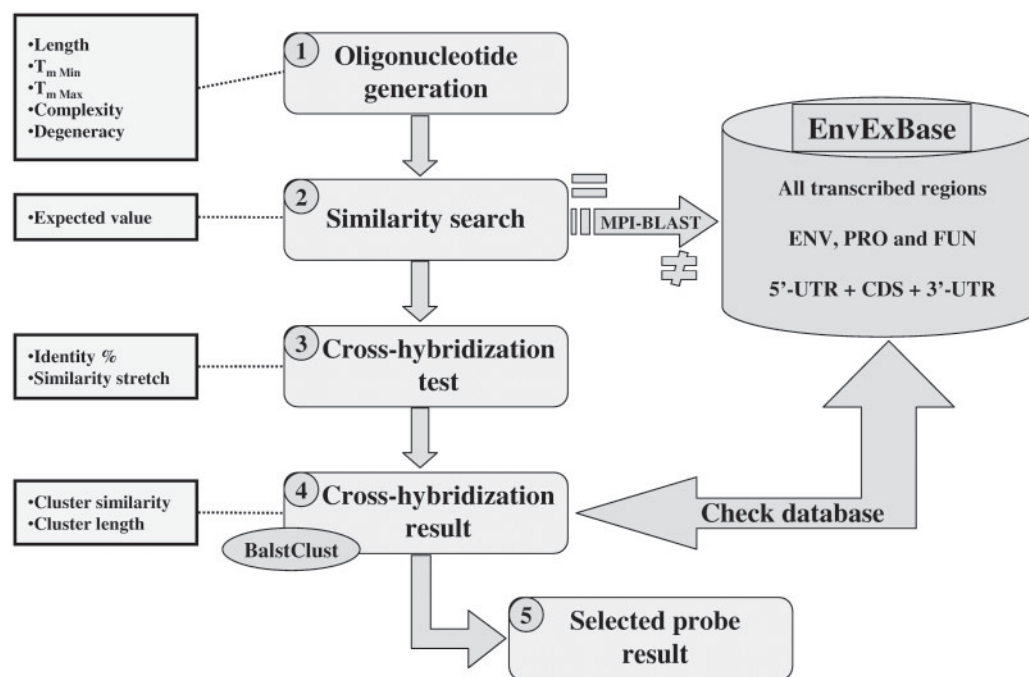 •Length
•Tm Min
•Tm Max
•Complexity
•Degeneracy
1
Oligonucleotide
generation
•Expected value
2
Similarity search
=
=
MPI-BLAST
≠
EnvExBase
All transcribed regions
ENV, PRO and FUN
5'-UTR + CDS + 3'-UTR
•Identity %
•Similarity stretch
3
Cross-hybridization
test
•Cluster similarity
•Cluster length
4
Cross-hybridization
result
BalstClust
Check database
5
Selected probe
result